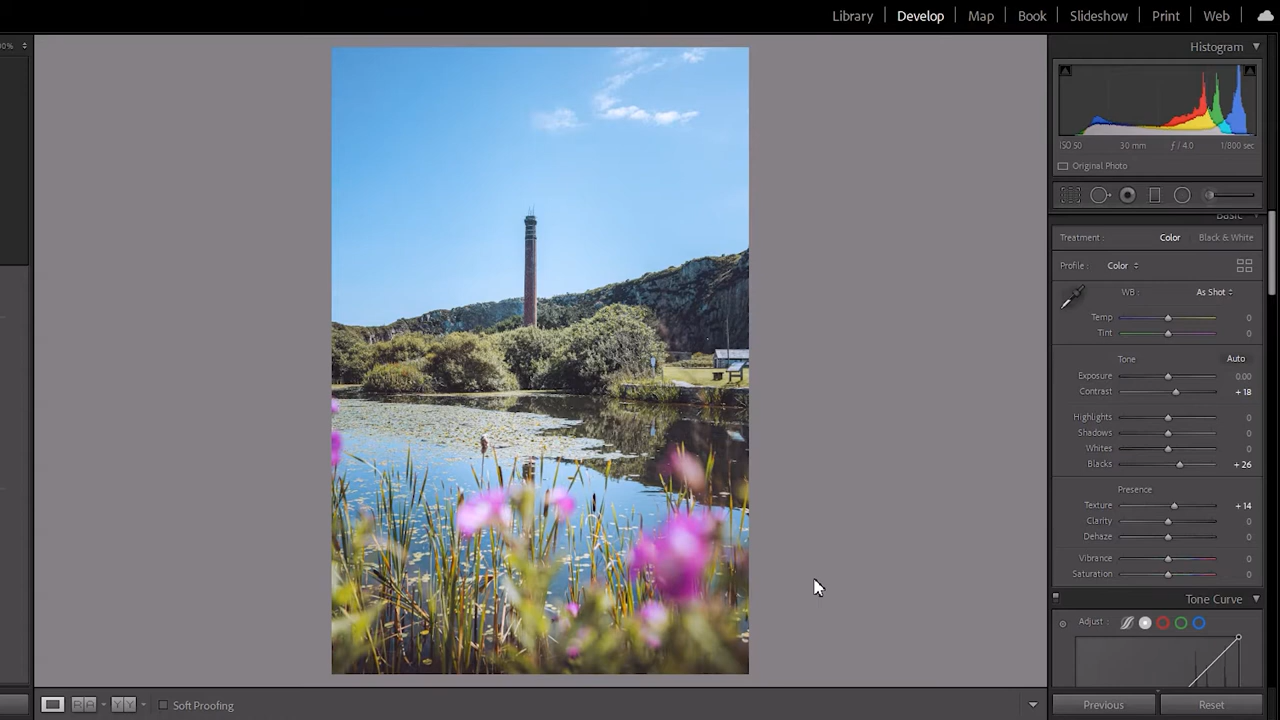 Library Develop Map Book Slideshow Print Web
Histogram
ISO 50 30 mm ƒ / 4.0 1/800 sec
Original Photo
Basic
Treatment : Color Black & White
Profile : Color
WB : As Shot
Temp 0
Tint 0
Tone Auto
Exposure 0.00
Contrast + 18
Highlights 0
Shadows 0
Whites 0
Blacks + 26
Presence
Texture + 14
Clarity 0
Dehaze 0
Vibrance 0
Saturation 0
Tone Curve
Adjust :
R A Y Y Soft Proofing
Previous Reset